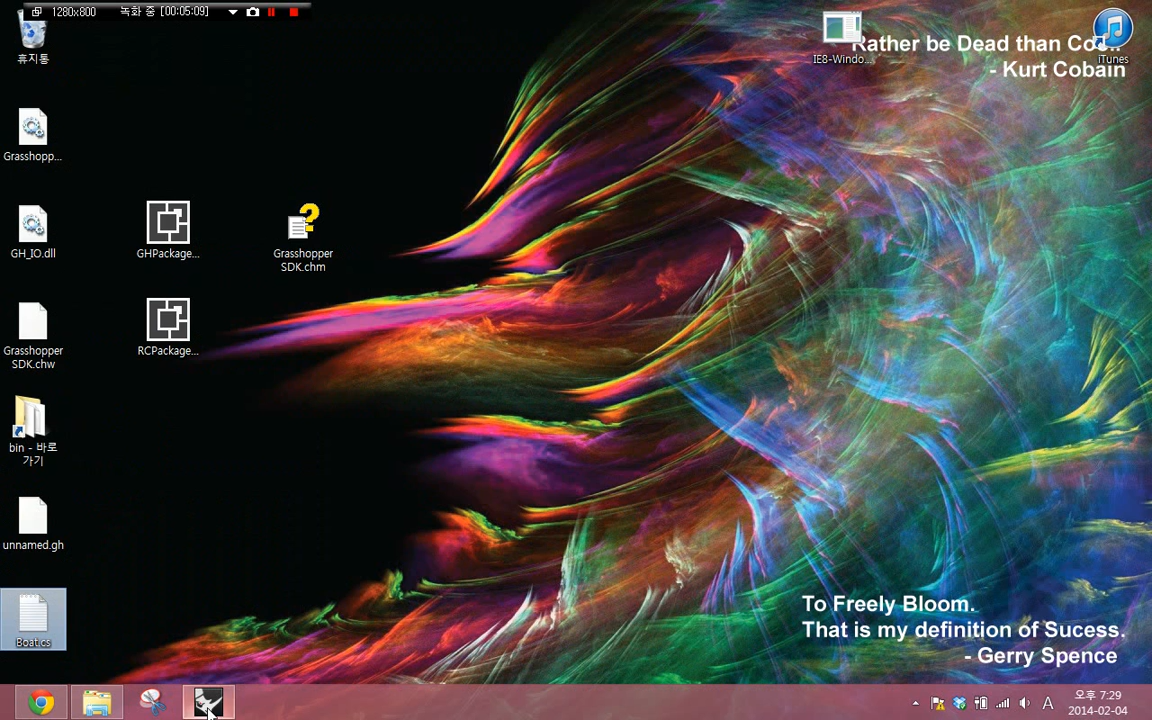 1280x800 녹화 중 [00:05:09]
휴지통
Grasshopp...
GH_IO.dll
Grasshopper
SDK.chw
bin - 바로
가기
unnamed.gh
Boat.cs
GHPackage...
RCPackage...
Grasshopper
SDK.chm
IE8-Windo...
iTunes
Rather be Dead than Cool.
- Kurt Cobain
To Freely Bloom.
That is my definition of Sucess.
- Gerry Spence
A
오후 7:29
2014-02-04